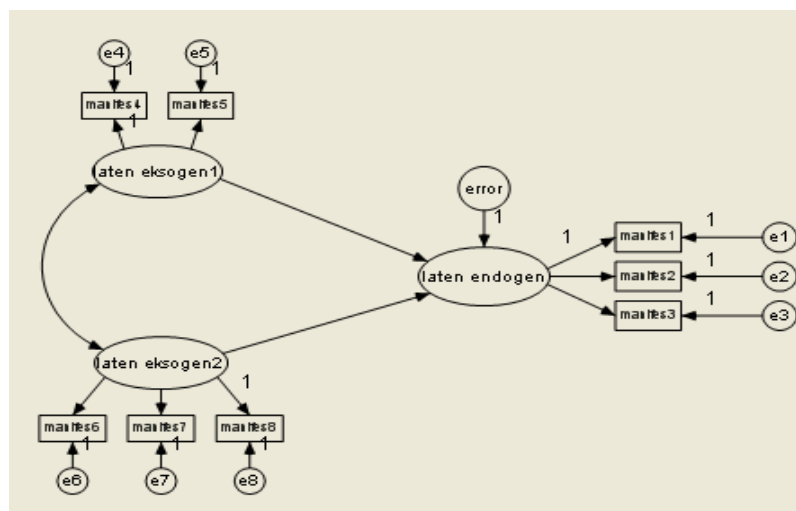 e4
e5
1
1
manifes4
manifes5
1
laten eksogen1
error
1
laten endogen
1
manifes1
1
e1
manifes2
1
e2
manifes3
1
e3
laten eksogen2
1
manifes6
manifes7
manifes8
1
1
1
e6
e7
e8